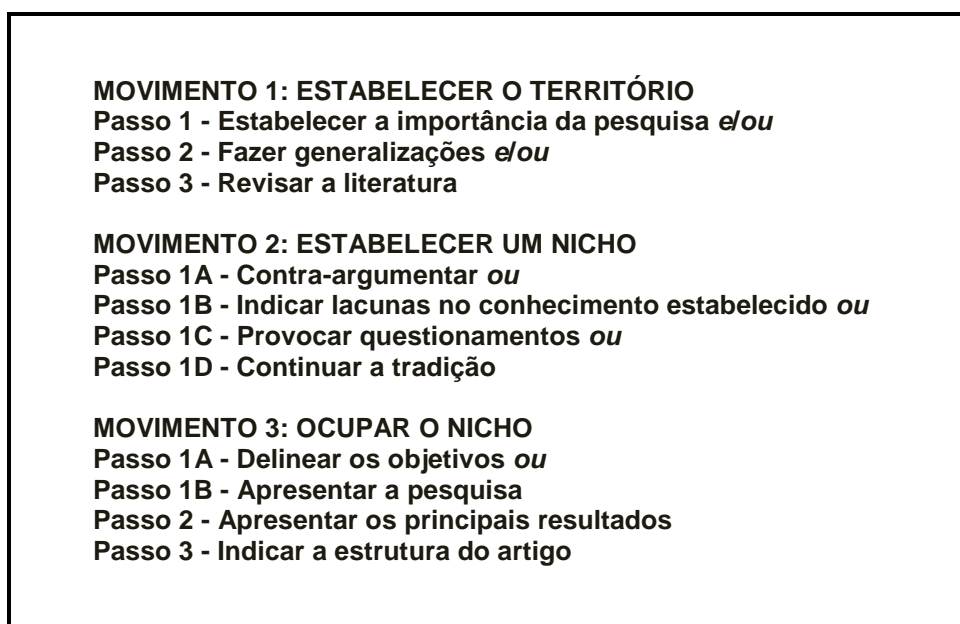 MOVIMENTO 1: ESTABELECER O TERRITÓRIO
Passo 1 - Estabelecer a importância da pesquisa e/ou
Passo 2 - Fazer generalizações e/ou
Passo 3 - Revisar a literatura
MOVIMENTO 2: ESTABELECER UM NICHO
Passo 1A - Contra-argumentar ou
Passo 1B - Indicar lacunas no conhecimento estabelecido ou
Passo 1C - Provocar questionamentos ou
Passo 1D - Continuar a tradição
MOVIMENTO 3: OCUPAR O NICHO
Passo 1A - Delinear os objetivos ou
Passo 1B - Apresentar a pesquisa
Passo 2 - Apresentar os principais resultados
Passo 3 - Indicar a estrutura do artigo